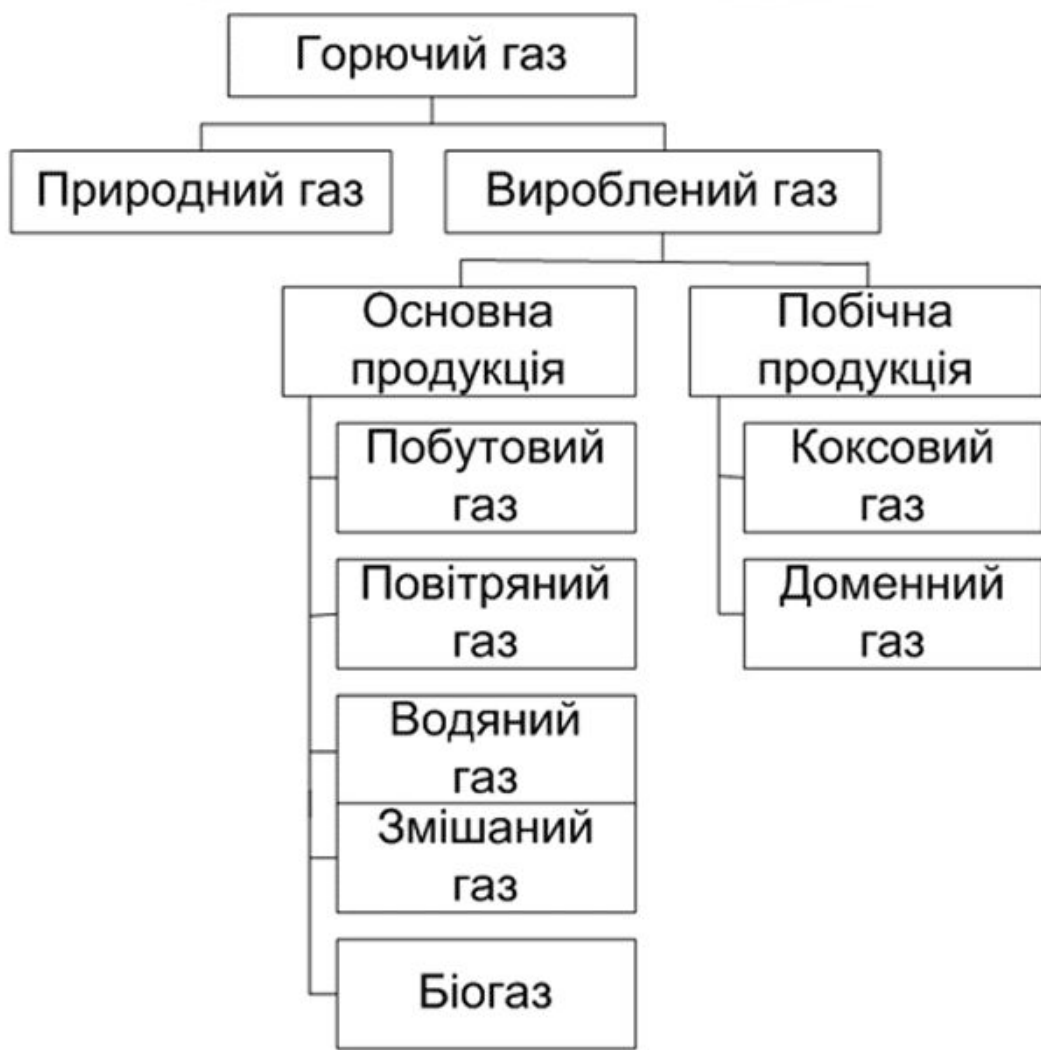 Горючий газ
Природний газ
Вироблений газ
Основна
продукція
Побічна
продукція
Побутовий
газ
Коксовий
газ
Повітряний
газ
Доменний
газ
Водяний
газ
Змішаний
газ
Біогаз